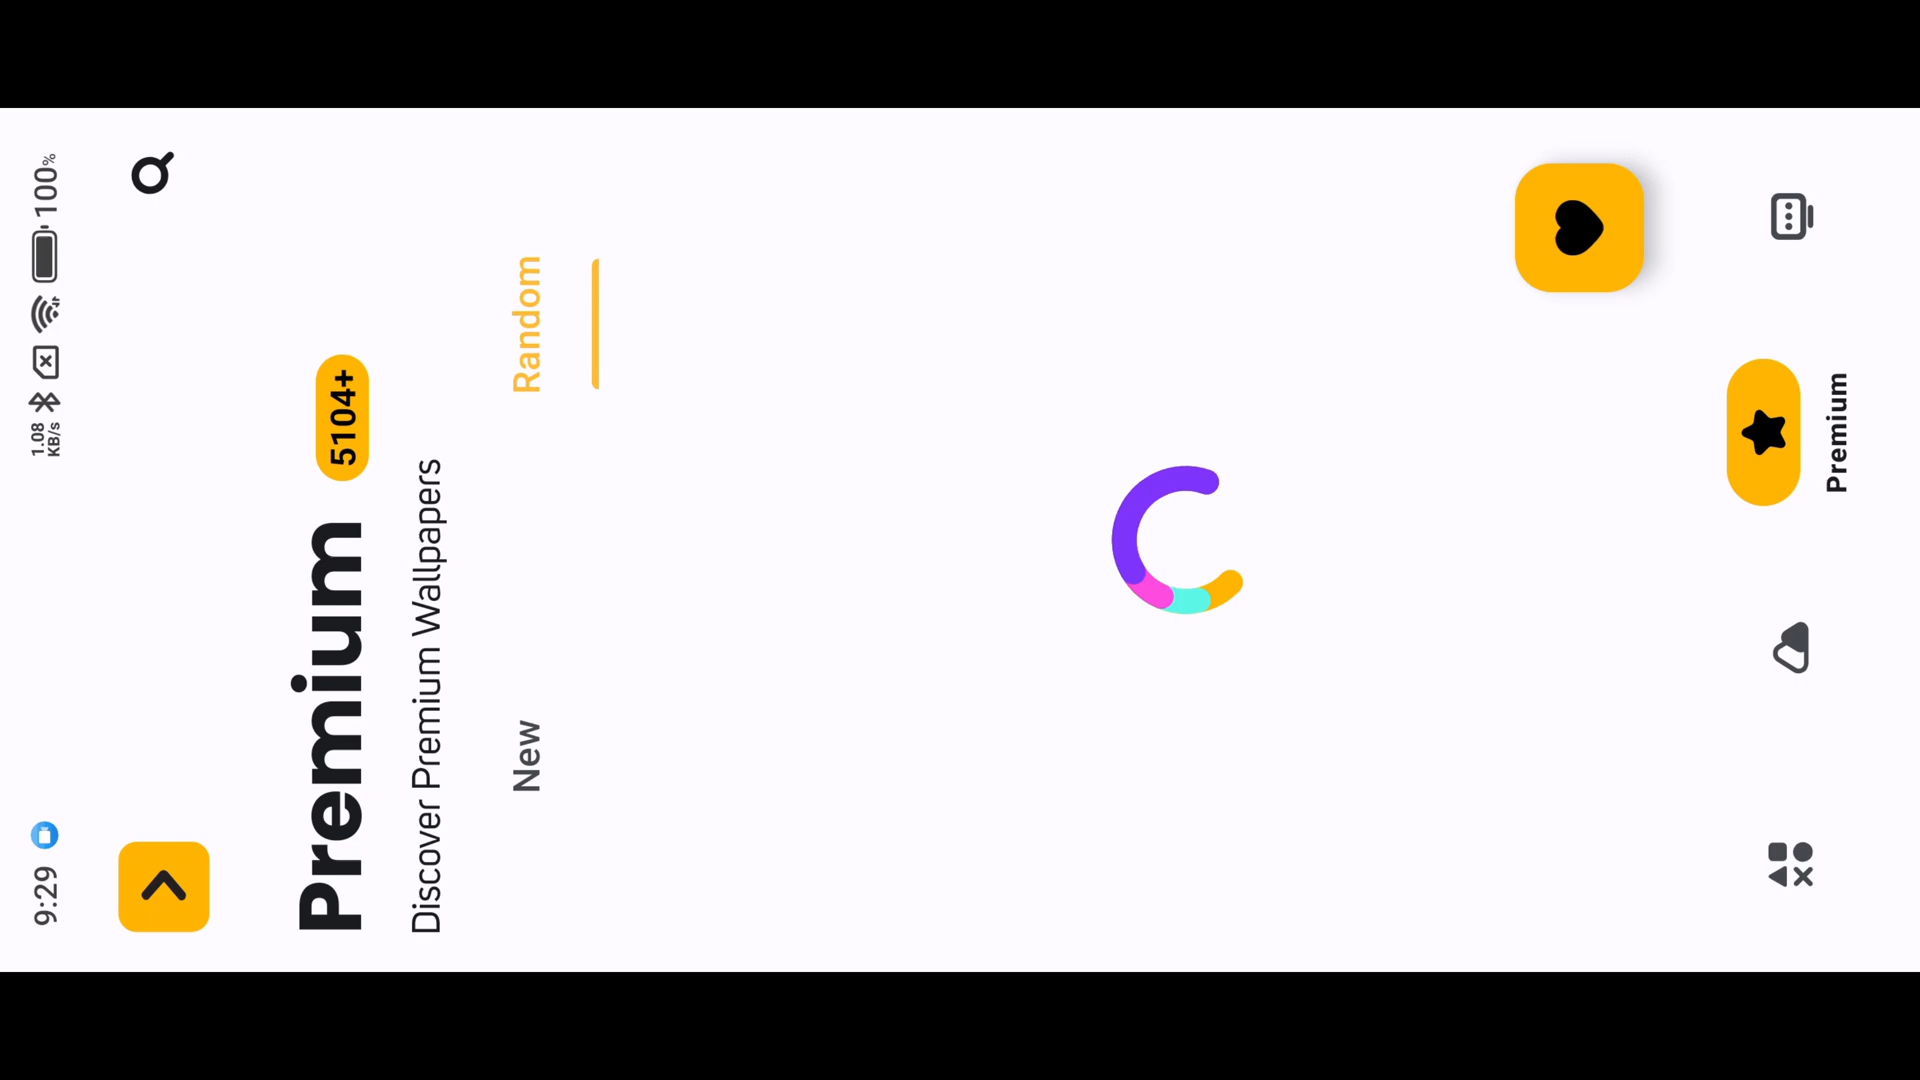 9:29
1.08
KB/s
100%
Premium 5104+
Discover Premium Wallpapers
New Random
Premium